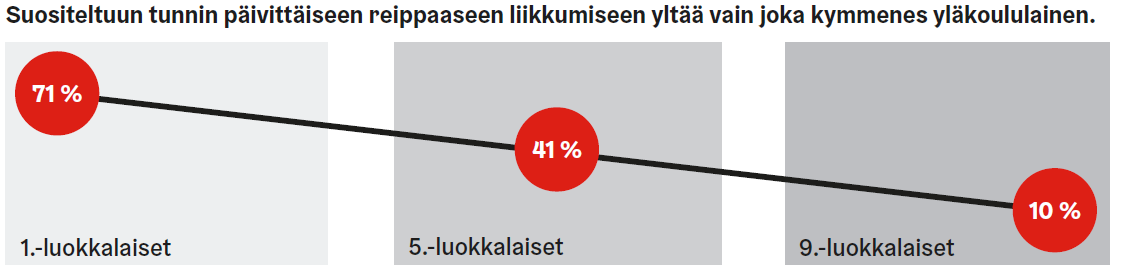 Suositeltuun tunnin päivittäiseen reippaaseen liikkumiseen yltää vain joka kymmenes yläkoululainen.
71 %
41 %
10 %
1.-luokkalaiset
5.-luokkalaiset
9.-luokkalaiset